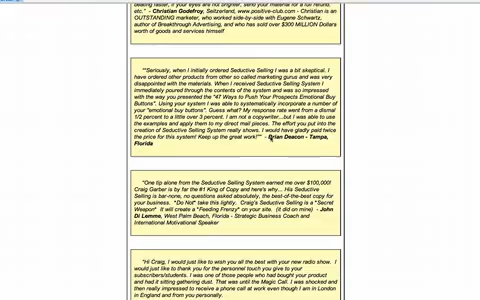 beating faster, if your eyes are not brighter, send your material for a full refund,
etc," - Christian Godefroy, Seitzerland, www.positive-club.com - Christian is an
OUTSTANDING marketer, who worked side-by-side with Eugene Schwartz,
author of Breakthrough Advertising, and who has sold over $300 MILLION Dollars
worth of goods and services himself
""Seriously, when I initially ordered Seductive Selling I was a bit skeptical. I
have ordered other products from other so called marketing gurus and was very
disappointed with the materials. When I received Seductive Selling System I
immediately poured through the contents of the system and was so impressed
with the way you presented the "47 Ways to Push Your Prospects Emotional Buy
Buttons". Using your system I was able to systematically incorporate a number of
your "emotional buy buttons". Guess what? My response rate went from a dismal
1/2 percent to a little over 3 percent. I am not a copywriter...but I was able to use
the examples and apply them to my direct mail pieces. The effort you put into the
creation of Seductive Selling System really shows. I would have gladly paid twice
the price for this system! Keep up the great work!"" - Brian Deacon - Tampa,
Florida
"One tip alone from the Seductive Selling System earned me over $100,000!
Craig Garber is by far the #1 King of Copy and here's why... His Seductive
Selling is bar-none, no questions asked absolutely, the best-of-the-best copy for
your business. "Do Not" take this lightly. Craig's Seductive Selling is a "Secret
Weapon" It will create a "Feeding Frenzy" on your site. (it did on mine) - John
Di Lemme, West Palm Beach, Florida - Strategic Business Coach and
International Motivational Speaker
"Hi Craig, I would just like to wish you all the best with your new radio show. I
would just like to thank you for the personnel touch you give to your
subscribers/students. I was one of those people who had bought your product
and had it sitting gathering dust. That was until the Magic Call. I was shocked and
then really impressed to receive a phone call at work even though I am in London
in England and from you personally.